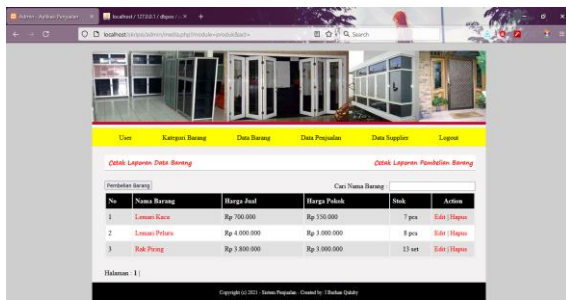 Admin - Aplikasi Penjualan
localhost / 127.0.0.1 / dbpos /
localhost/skripsi/admin/media.php?module=produk&act=
Search
User Kategori Barang Data Barang Data Penjualan Data Supplier Logout
Cetak Laporan Data Barang Cetak Laporan Pembelian Barang
Pembelian Barang Cari Nama Barang :
No Nama Barang Harga Jual Harga Pokok Stok Action
1 Lemari Kaca Rp 700.000 Rp 550.000 7 pcs Edit | Hapus
2 Lemari Peluru Rp 4.000.000 Rp 3.000.000 8 pcs Edit | Hapus
3 Rak Piring Rp 3.800.000 Rp 3.000.000 13 set Edit | Hapus
Halaman : 1 |
Copyright (c) 2021 - Sistem Penjualan - Created by :